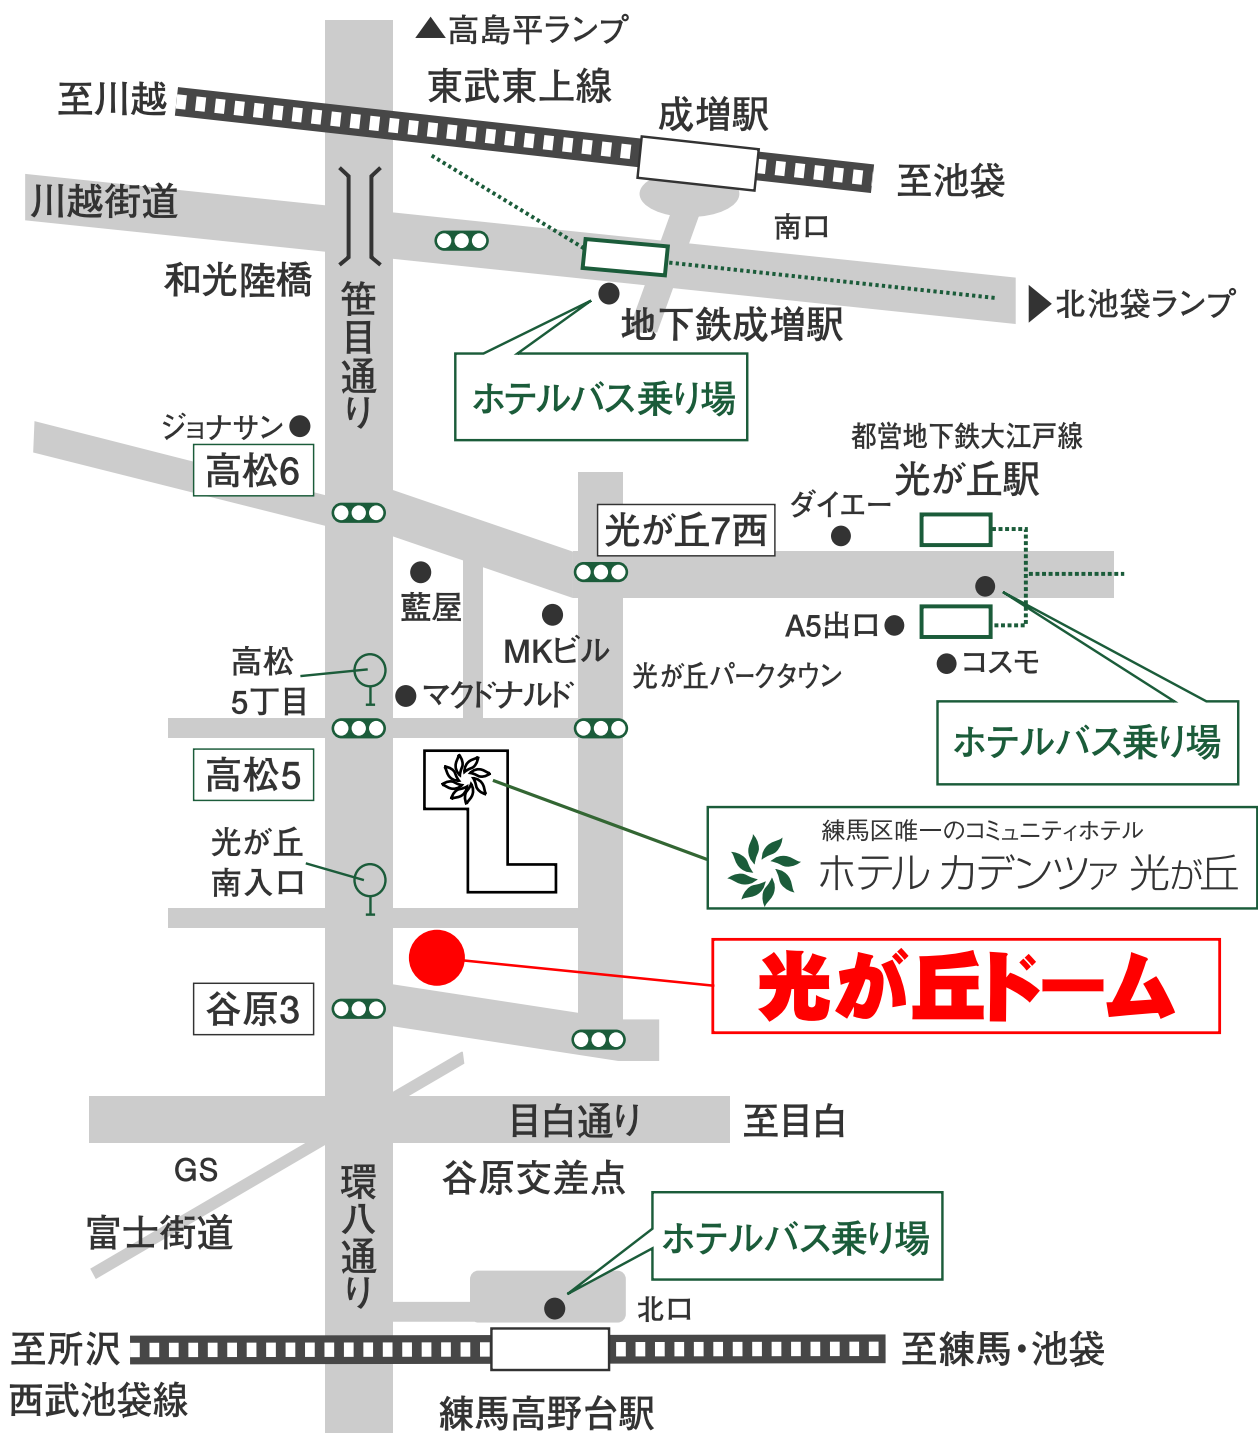 ▲高島平ランプ
東武東上線
至川越
成増駅
至池袋
川越街道
南口
和光陸橋
笹目通り
地下鉄成増駅
▶北池袋ランプ
ホテルバス乗り場
ジョナサン
高松6
都営地下鉄大江戸線
光が丘駅
ダイエー
光が丘7西
藍屋
MKビル
A5出口
コスモ
光が丘パークタウン
高松
5丁目
マクドナルド
ホテルバス乗り場
高松5
練馬区唯一のコミュニティホテル
ホテル カデンツァ 光が丘
光が丘
南入口
光が丘ドーム
谷原3
目白通り
至目白
GS
谷原交差点
環八通り
富士街道
ホテルバス乗り場
北口
至所沢
至練馬・池袋
西武池袋線
練馬高野台駅